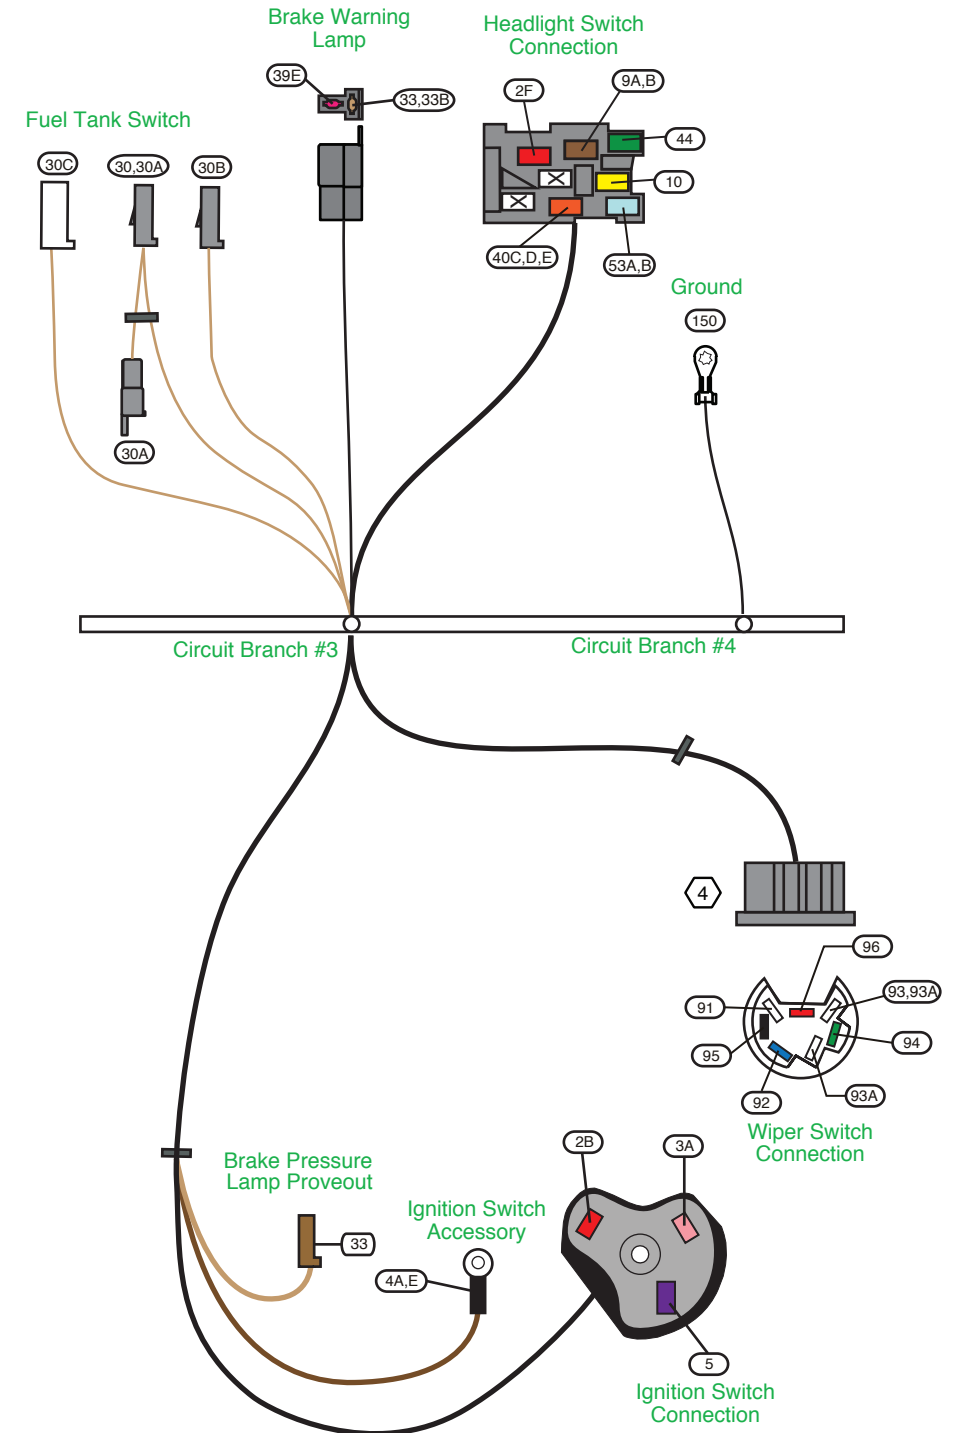 Brake Warning
Lamp
Headlight Switch
Connection
39E
33,33B
2F
9A,B
44
10
40C,D,E
53A,B
Fuel Tank Switch
30C
30,30A
30B
30A
Ground
150
Circuit Branch #3
Circuit Branch #4
4
96
91
93,93A
95
94
92
93A
Wiper Switch
Connection
Brake Pressure
Lamp Proveout
33
Ignition Switch
Accessory
4A,E
2B
3A
5
Ignition Switch
Connection